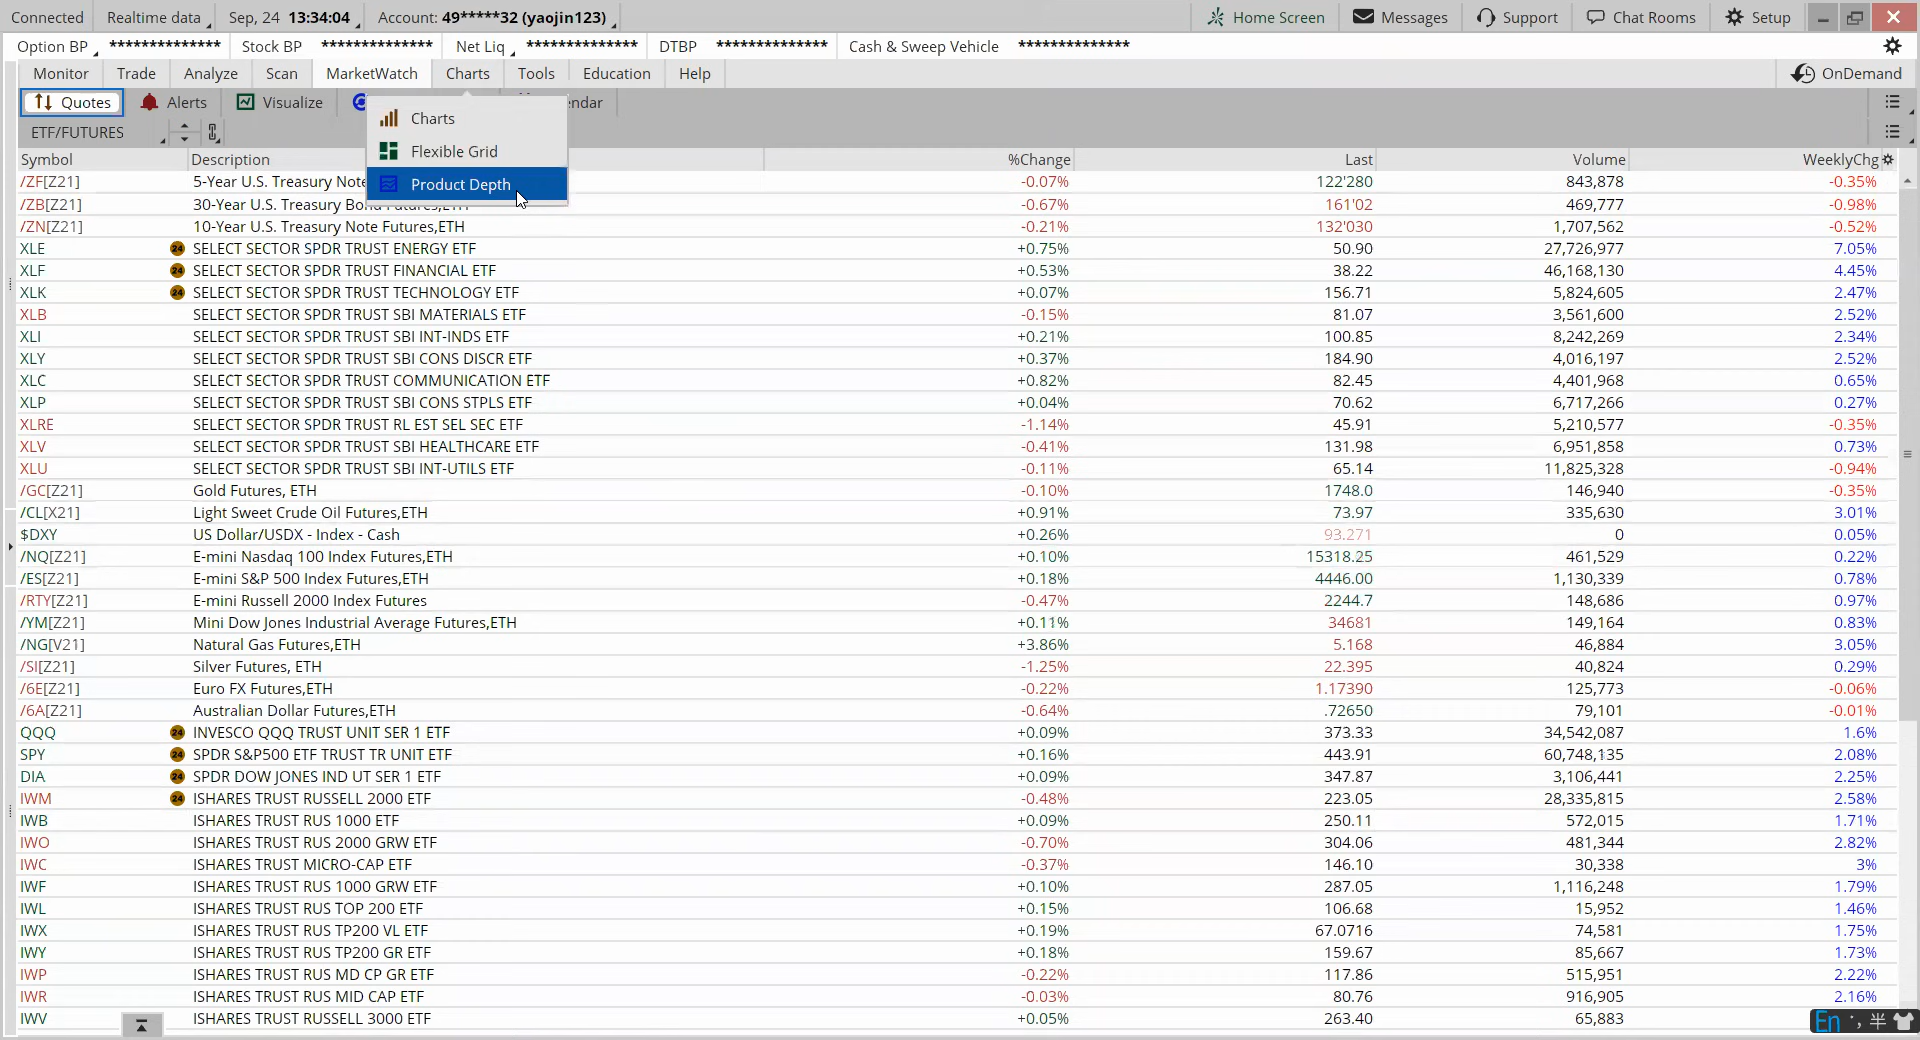 Connected Realtime data Sep, 24 13:34:04 Account: 49*****32 (yaojin123) Home Screen Messages Support Chat Rooms Setup
Option BP ************** Stock BP ************** Net Liq ************** DTBP ************** Cash & Sweep Vehicle **************
Monitor Trade Analyze Scan MarketWatch Charts Tools Education Help OnDemand
Quotes Alerts Visualize ndar
Charts
ETF/FUTURES
Flexible Grid
Product Depth
Symbol Description %Change Last Volume WeeklyChg
/ZF[Z21] 5-Year U.S. Treasury Note -0.07% 122'280 843,878 -0.35%
/ZB[Z21] 30-Year U.S. Treasury Bond Futures,ETH -0.67% 161'02 469,777 -0.98%
/ZN[Z21] 10-Year U.S. Treasury Note Futures,ETH -0.21% 132'030 1,707,562 -0.52%
XLE 24 SELECT SECTOR SPDR TRUST ENERGY ETF +0.75% 50.90 27,726,977 7.05%
XLF 24 SELECT SECTOR SPDR TRUST FINANCIAL ETF +0.53% 38.22 46,168,130 4.45%
XLK 24 SELECT SECTOR SPDR TRUST TECHNOLOGY ETF +0.07% 156.71 5,824,605 2.47%
XLB SELECT SECTOR SPDR TRUST SBI MATERIALS ETF -0.15% 81.07 3,561,600 2.52%
XLI SELECT SECTOR SPDR TRUST SBI INT-INDS ETF +0.21% 100.85 8,242,269 2.34%
XLY SELECT SECTOR SPDR TRUST SBI CONS DISCR ETF +0.37% 184.90 4,016,197 2.52%
XLC SELECT SECTOR SPDR TRUST COMMUNICATION ETF +0.82% 82.45 4,401,968 0.65%
XLP SELECT SECTOR SPDR TRUST SBI CONS STPLS ETF +0.04% 70.62 6,717,266 0.27%
XLRE SELECT SECTOR SPDR TRUST RL EST SEL SEC ETF -1.14% 45.91 5,210,577 -0.35%
XLV SELECT SECTOR SPDR TRUST SBI HEALTHCARE ETF -0.41% 131.98 6,951,858 0.73%
XLU SELECT SECTOR SPDR TRUST SBI INT-UTILS ETF -0.11% 65.14 11,825,328 -0.94%
/GC[Z21] Gold Futures, ETH -0.10% 1748.0 146,940 -0.35%
/CL[X21] Light Sweet Crude Oil Futures,ETH +0.91% 73.97 335,630 3.01%
$DXY US Dollar/USDX - Index - Cash +0.26% 93.271 0 0.05%
/NQ[Z21] E-mini Nasdaq 100 Index Futures,ETH +0.10% 15318.25 461,529 0.22%
/ES[Z21] E-mini S&P 500 Index Futures,ETH +0.18% 4446.00 1,130,339 0.78%
/RTY[Z21] E-mini Russell 2000 Index Futures -0.47% 2244.7 148,686 0.97%
/YM[Z21] Mini Dow Jones Industrial Average Futures,ETH +0.11% 34681 149,164 0.83%
/NG[V21] Natural Gas Futures,ETH +3.86% 5.168 46,884 3.05%
/SI[Z21] Silver Futures, ETH -1.25% 22.395 40,824 0.29%
/6E[Z21] Euro FX Futures,ETH -0.22% 1.17390 125,773 -0.06%
/6A[Z21] Australian Dollar Futures,ETH -0.64% .72650 79,101 -0.01%
QQQ 24 INVESCO QQQ TRUST UNIT SER 1 ETF +0.09% 373.33 34,542,087 1.6%
SPY 24 SPDR S&P500 ETF TRUST TR UNIT ETF +0.16% 443.91 60,748,135 2.08%
DIA 24 SPDR DOW JONES IND UT SER 1 ETF +0.09% 347.87 3,106,441 2.25%
IWM 24 ISHARES TRUST RUSSELL 2000 ETF -0.48% 223.05 28,335,815 2.58%
IWB ISHARES TRUST RUS 1000 ETF +0.09% 250.11 572,015 1.71%
IWO ISHARES TRUST RUS 2000 GRW ETF -0.70% 304.06 481,344 2.82%
IWC ISHARES TRUST MICRO-CAP ETF -0.37% 146.10 30,338 3%
IWF ISHARES TRUST RUS 1000 GRW ETF +0.10% 287.05 1,116,248 1.79%
IWL ISHARES TRUST RUS TOP 200 ETF +0.15% 106.68 15,952 1.46%
IWX ISHARES TRUST RUS TP200 VL ETF +0.19% 67.0716 74,581 1.75%
IWY ISHARES TRUST RUS TP200 GR ETF +0.18% 159.67 85,667 1.73%
IWP ISHARES TRUST RUS MD CP GR ETF -0.22% 117.86 515,951 2.22%
IWR ISHARES TRUST RUS MID CAP ETF -0.03% 80.76 916,905 2.16%
IWV ISHARES TRUST RUSSELL 3000 ETF +0.05% 263.40 65,883
En 半